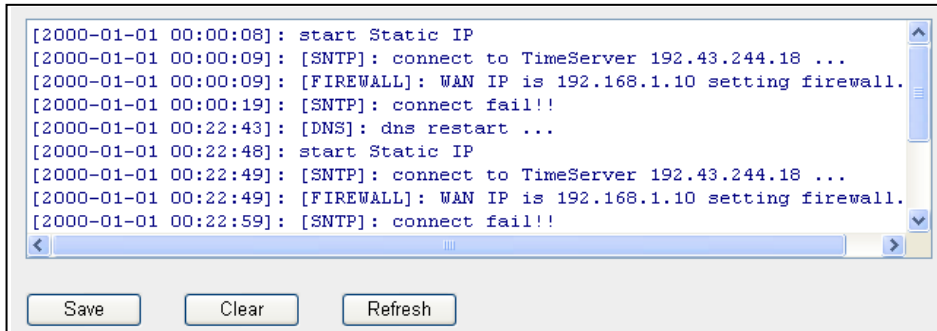 [2000-01-01 00:00:08]: start Static IP
[2000-01-01 00:00:09]: [SNTP]: connect to TimeServer 192.43.244.18 ...
[2000-01-01 00:00:09]: [FIREWALL]: WAN IP is 192.168.1.10 setting firewall.
[2000-01-01 00:00:19]: [SNTP]: connect fail!!
[2000-01-01 00:22:43]: [DNS]: dns restart ...
[2000-01-01 00:22:48]: start Static IP
[2000-01-01 00:22:49]: [SNTP]: connect to TimeServer 192.43.244.18 ...
[2000-01-01 00:22:49]: [FIREWALL]: WAN IP is 192.168.1.10 setting firewall.
[2000-01-01 00:22:59]: [SNTP]: connect fail!!
Save Clear Refresh